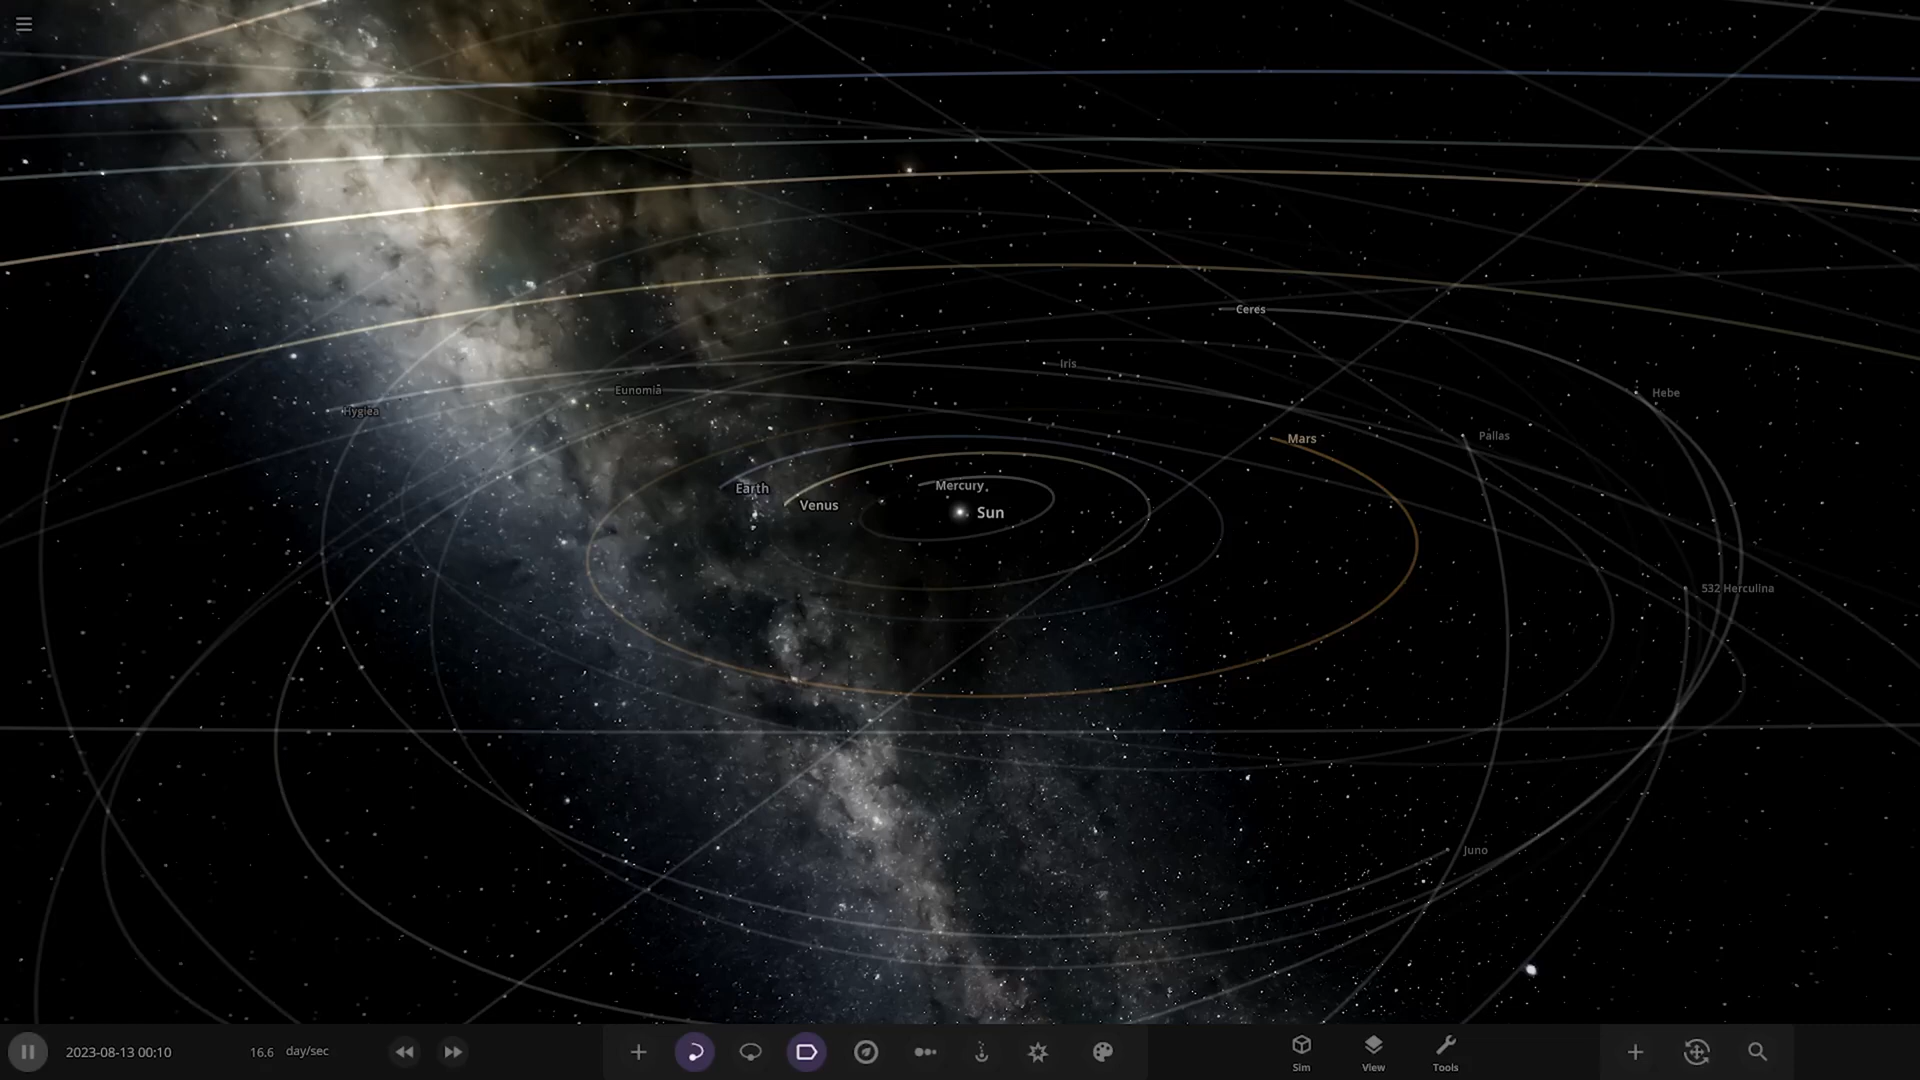 Ceres
Iris
Eunomia
Hebe
Hygiea
Mars
Pallas
Mercury
Earth
Venus
Sun
532 Herculina
Juno
2023-08-13 00:10
16.6 day/sec
Sim
View
Tools